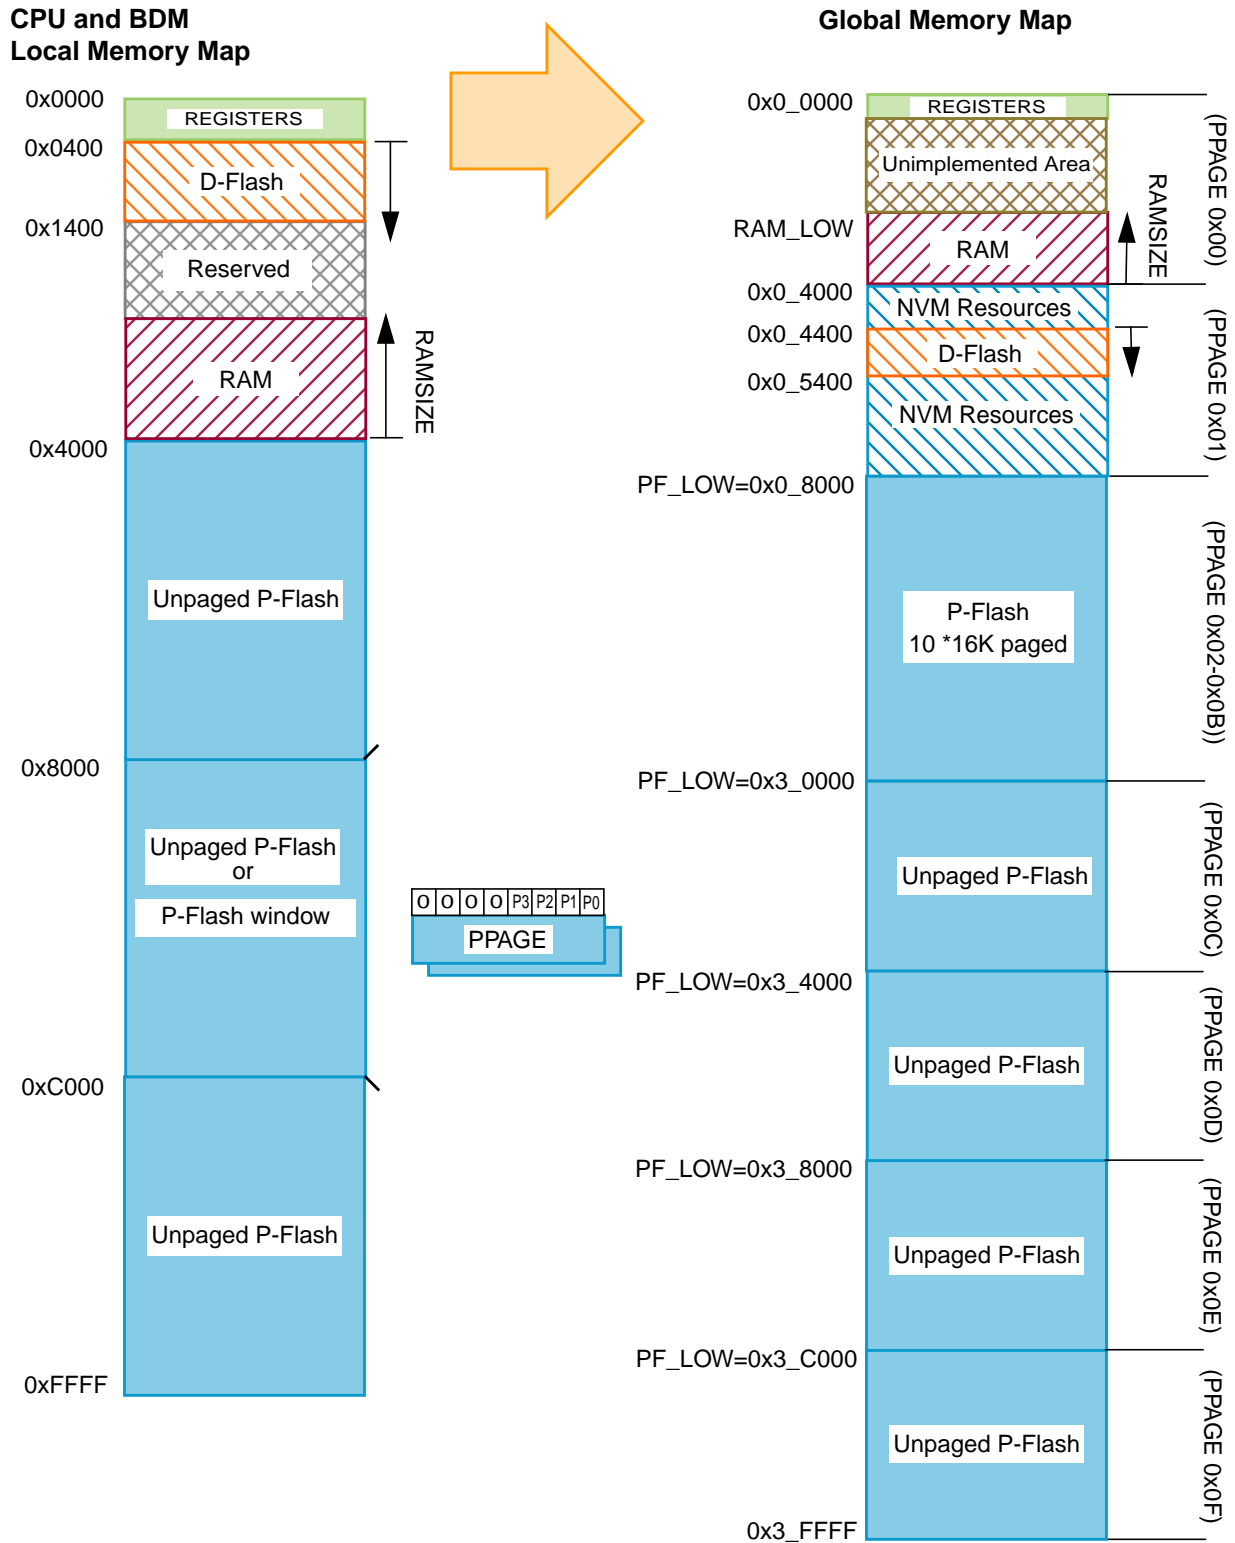 CPU and BDM
Local Memory Map
0x0000
REGISTERS
0x0400
D-Flash
0x1400
Reserved
RAM
RAMSIZE
0x4000
Unpaged P-Flash
0x8000
Unpaged P-Flash
or
P-Flash window
0xC000
Unpaged P-Flash
0xFFFF
0 0 0 0 P3 P2 P1 P0
PPAGE
Global Memory Map
0x0_0000
REGISTERS
Unimplemented Area
RAM_LOW
RAM
RAMSIZE
(PPAGE 0x00)
0x0_4000
NVM Resources
0x0_4400
D-Flash
0x0_5400
NVM Resources
(PPAGE 0x01)
PF_LOW=0x0_8000
P-Flash
10 *16K paged
(PPAGE 0x02-0x0B))
PF_LOW=0x3_0000
Unpaged P-Flash
(PPAGE 0x0C)
PF_LOW=0x3_4000
Unpaged P-Flash
(PPAGE 0x0D)
PF_LOW=0x3_8000
Unpaged P-Flash
(PPAGE 0x0E)
PF_LOW=0x3_C000
Unpaged P-Flash
(PPAGE 0x0F)
0x3_FFFF